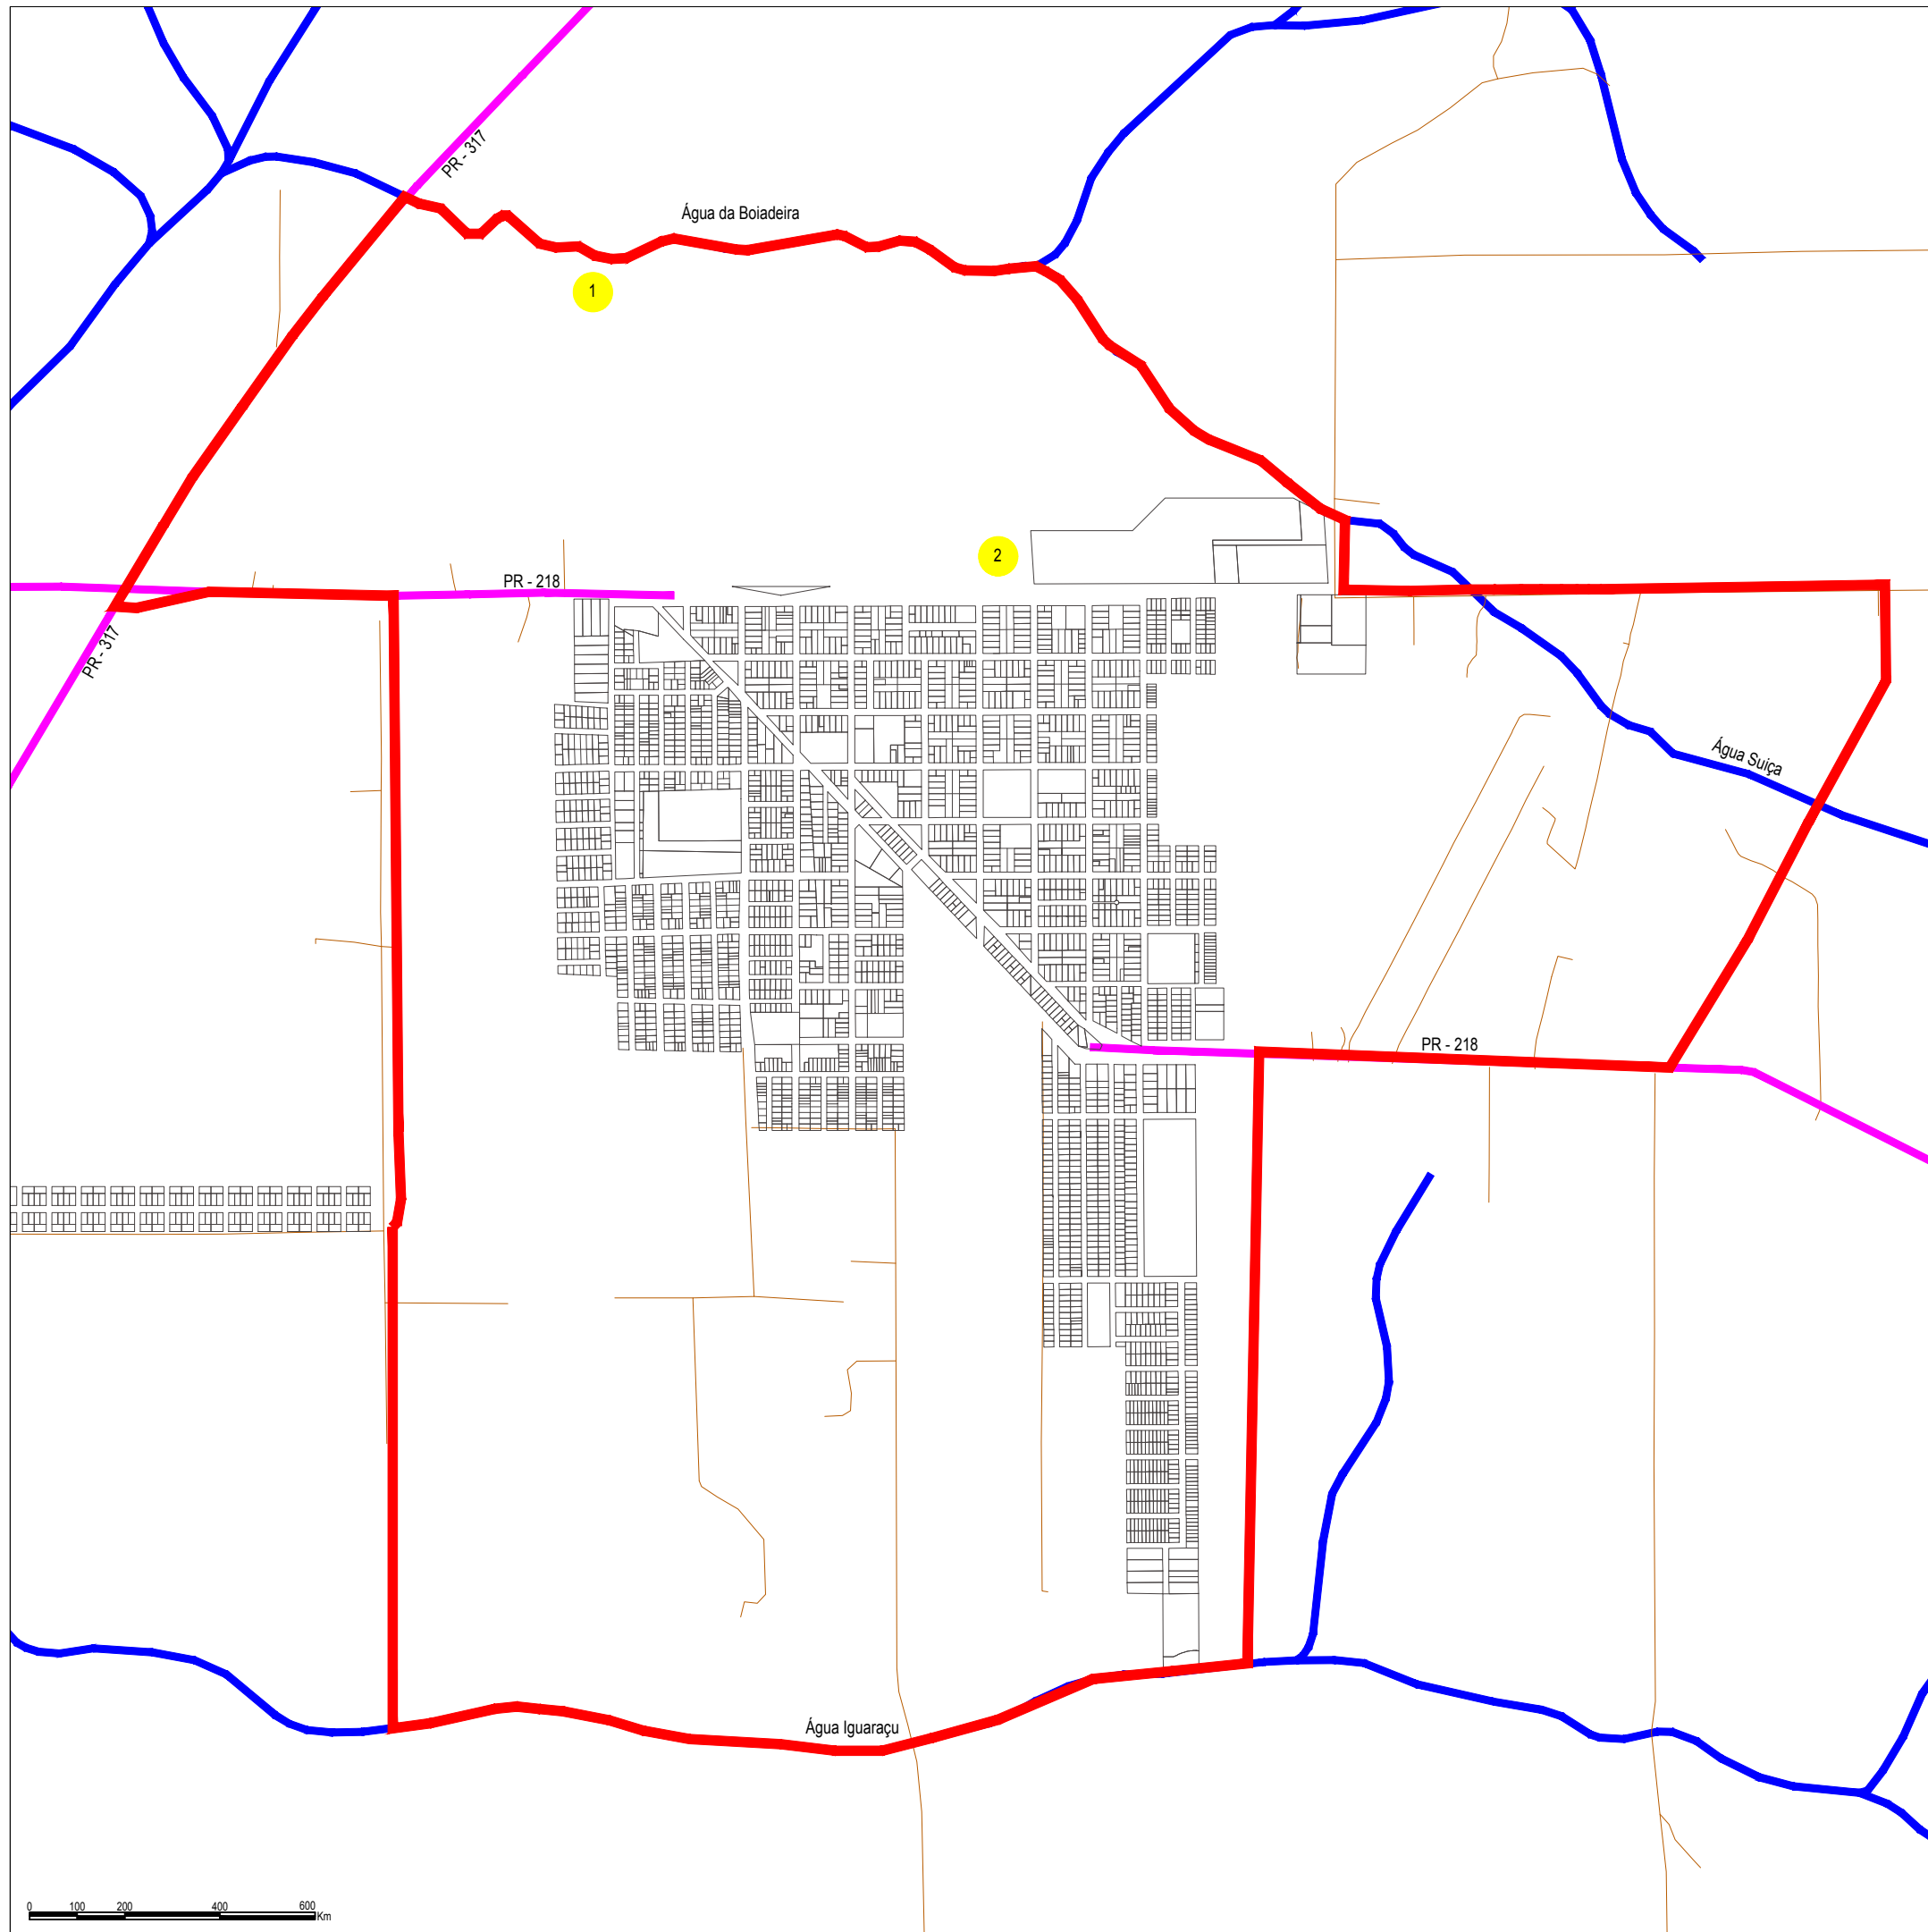 PR - 317
Água da Boiadeira
1
2
PR - 218
PR - 317
Água Suiça
PR - 218
Água Iguaraçu
0 100 200 400 600
Km